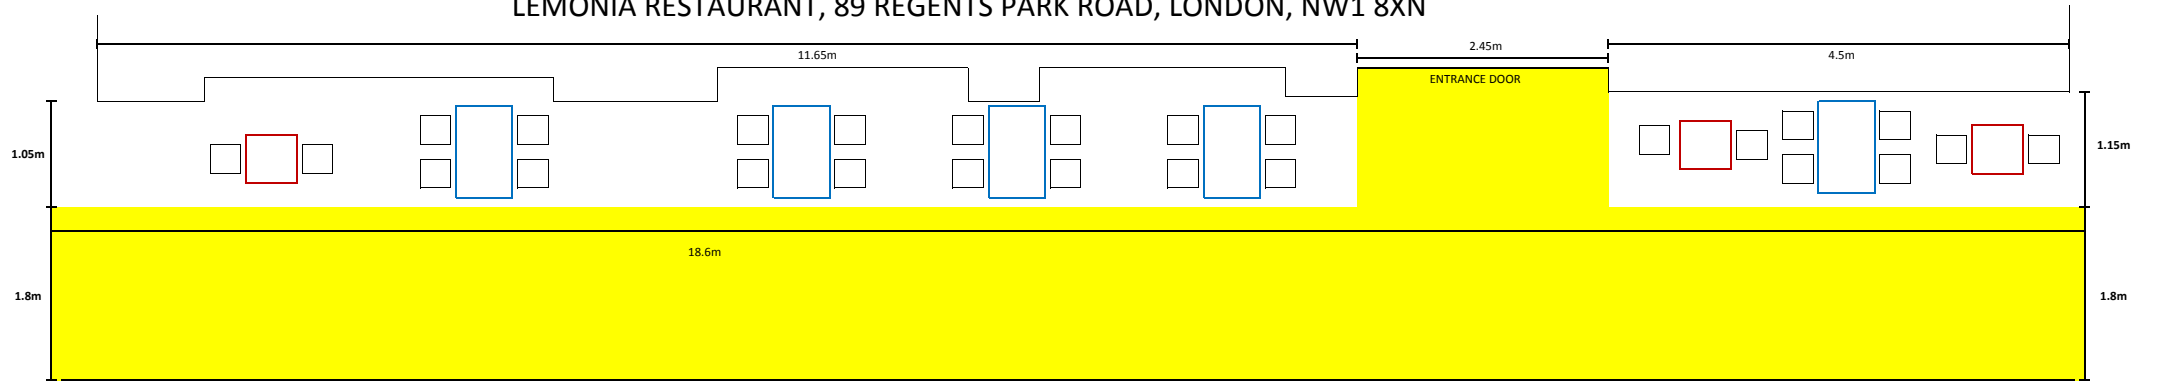 LEMONIA RESTAURANT, 89 REGENTS PARK ROAD, LONDON, NW1 8XN
2.45m
11.65m
4.5m
ENTRANCE DOOR
1.05m
1.15m
18.6m
1.8m
1.8m